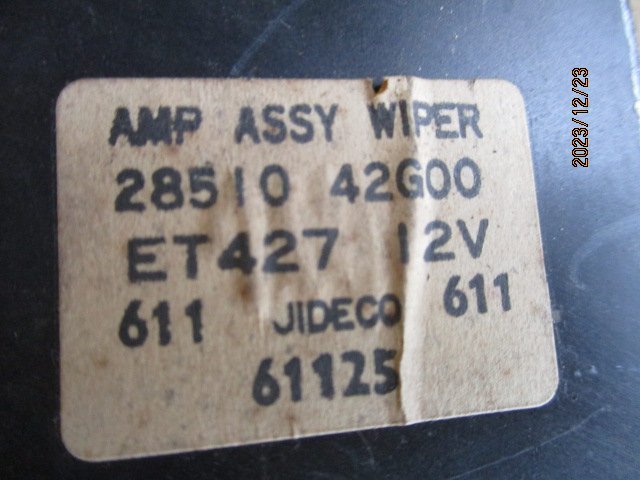 AMP ASSY WIPER
28510 42G00
ET427 12V
611 JIDECO 611
61125
2023/12/23